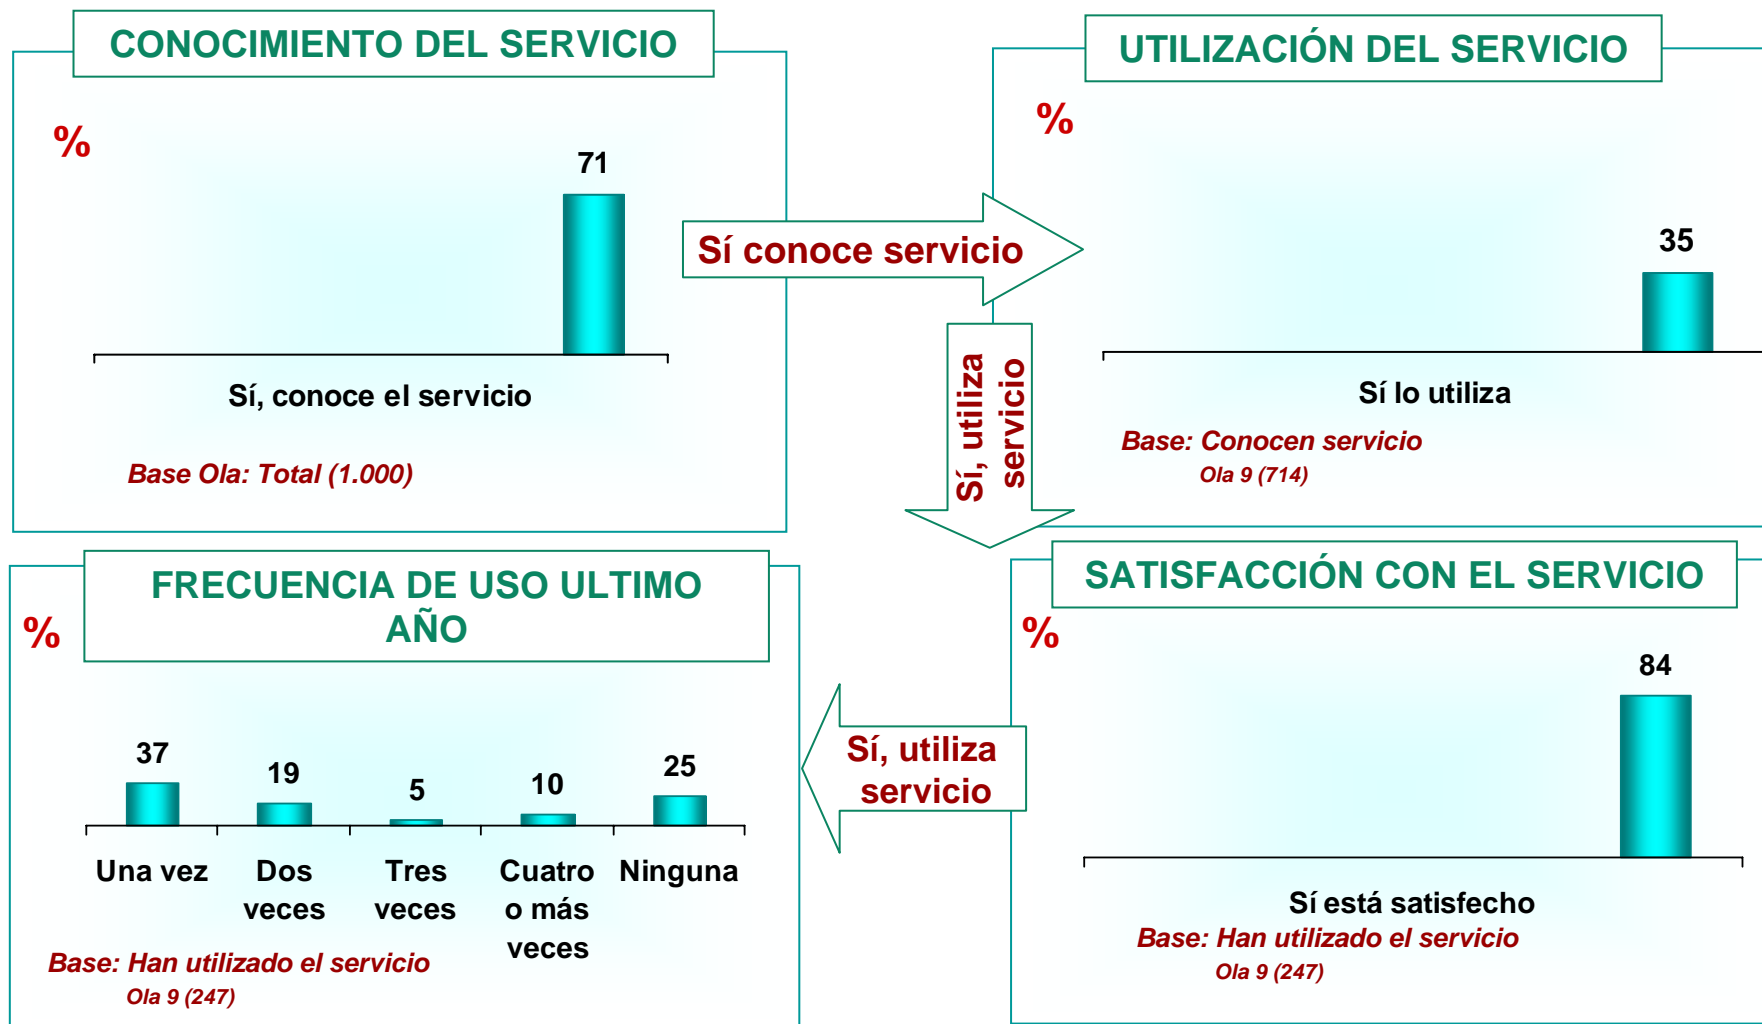 CONOCIMIENTO DEL SERVICIO
%
71
Sí, conoce el servicio
Base Ola: Total (1.000)
Sí conoce servicio
UTILIZACIÓN DEL SERVICIO
%
35
Sí lo utiliza
Base: Conocen servicio
Ola 9 (714)
Sí, utiliza
servicio
SATISFACCIÓN CON EL SERVICIO
%
84
Sí está satisfecho
Base: Han utilizado el servicio
Ola 9 (247)
Sí, utiliza
servicio
FRECUENCIA DE USO ULTIMO
AÑO
%
37
19
5
10
25
Una vez
Dos
veces
Tres
veces
Cuatro
o más
veces
Ninguna
Base: Han utilizado el servicio
Ola 9 (247)